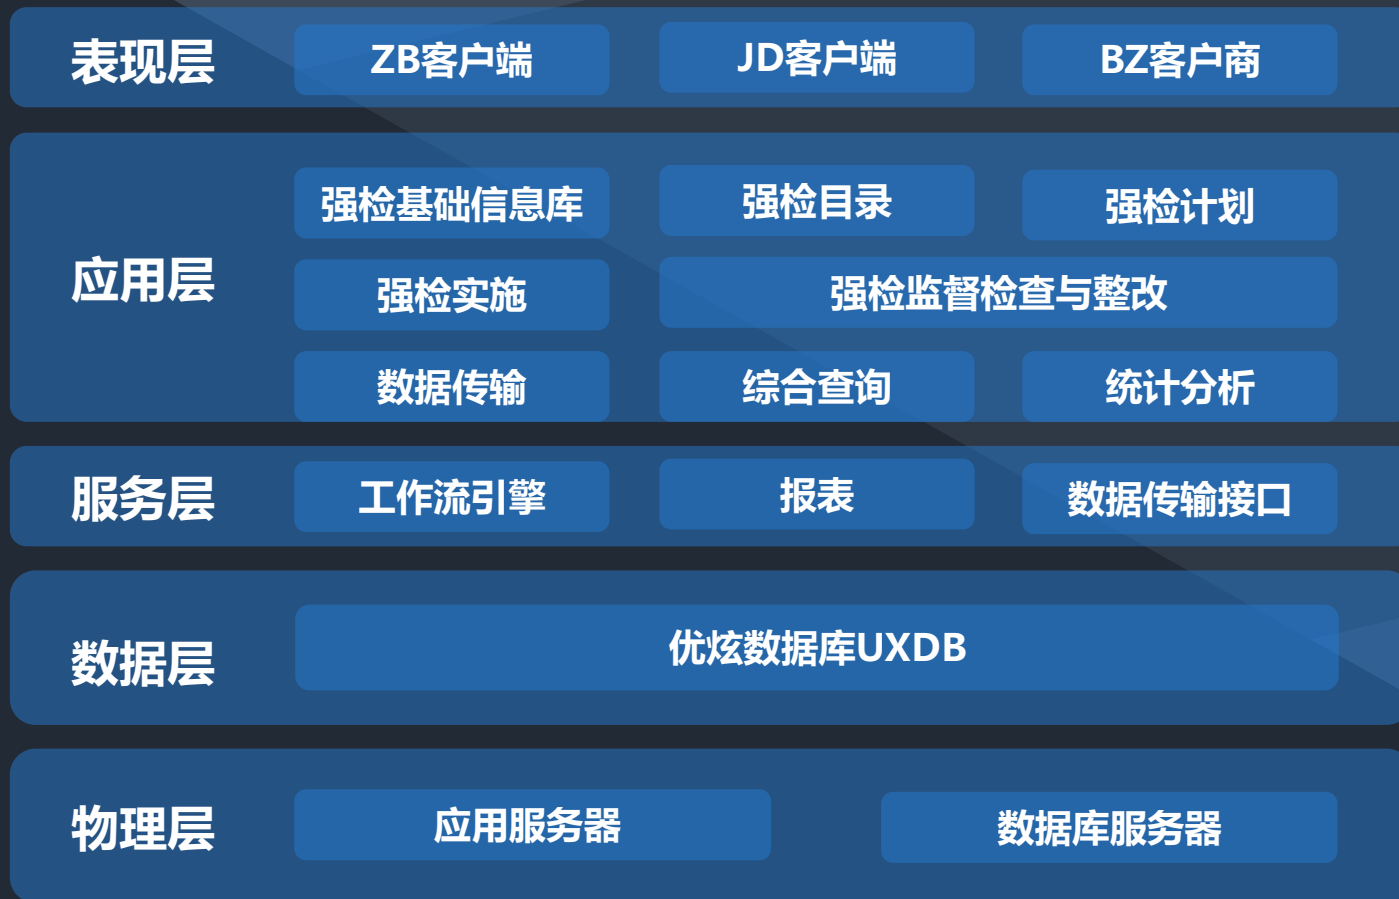 表现层
ZB客户端
JD客户端
BZ客户商
应用层
强检基础信息库
强检目录
强检计划
强检实施
强检监督检查与整改
数据传输
综合查询
统计分析
服务层
工作流引擎
报表
数据传输接口
数据层
优炫数据库UXDB
物理层
应用服务器
数据库服务器